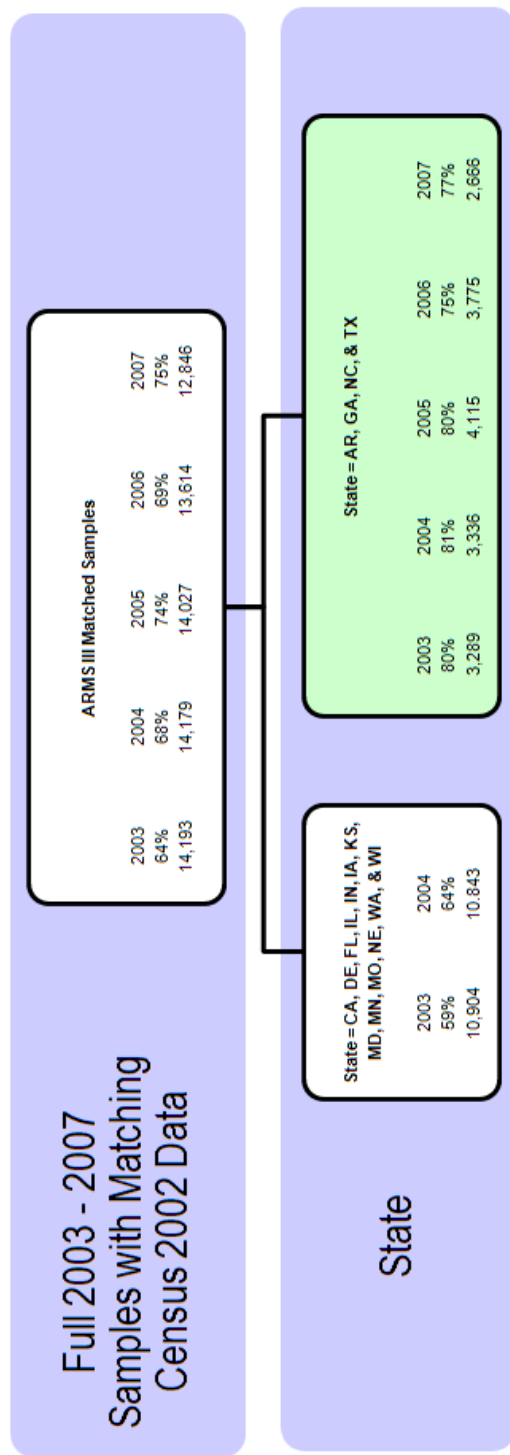 Full 2003 - 2007
Samples with Matching
Census 2002 Data
ARMS III Matched Samples
2003 2004 2005 2006 2007
64% 68% 74% 69% 75%
14,193 14,179 14,027 13,614 12,846
State
State = CA, DE, FL, IL, IN, IA, KS,
MD, MN, MO, NE, WA, & WI
2003 2004
59% 64%
10,904 10.843
State = AR, GA, NC, & TX
2003 2004 2005 2006 2007
80% 81% 80% 75% 77%
3,289 3,336 4,115 3,775 2,666